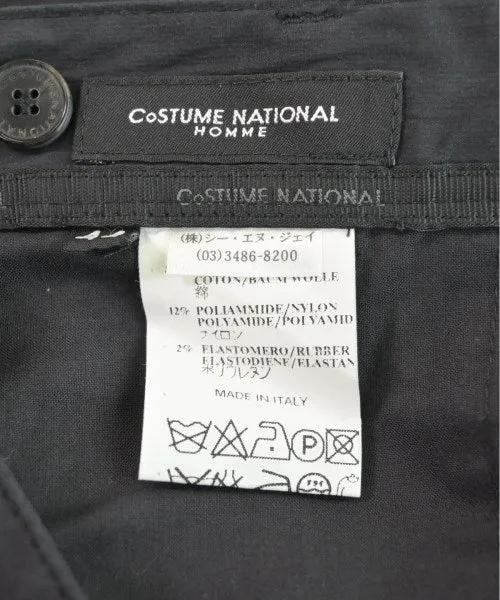 CoSTUME NATIONAL
HOMME
CoSTUME NATIONAL
(株)シー・エヌ・ジェイ
(03)3486-8200
COTON/BAUMWOLLE
綿
12% POLIAMMIDE/NYLON
POLYAMIDE/POLYAMID
ナイロン
2% ELASTOMERO/RUBBER
ELASTODIENE/ELASTAN
ポリウレタン
MADE IN ITALY
P